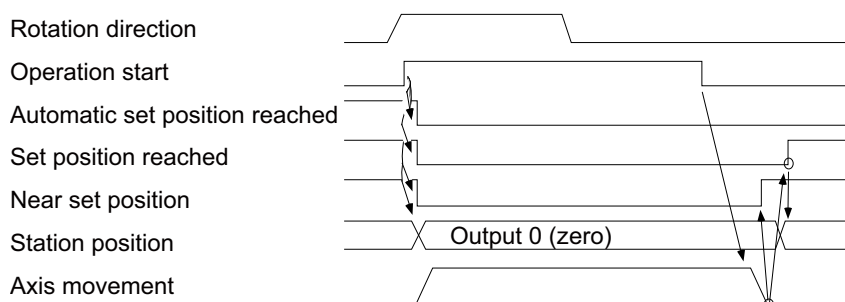 Rotation direction
Operation start
Automatic set position reached
Set position reached
Near set position
Station position
Output 0 (zero)
Axis movement